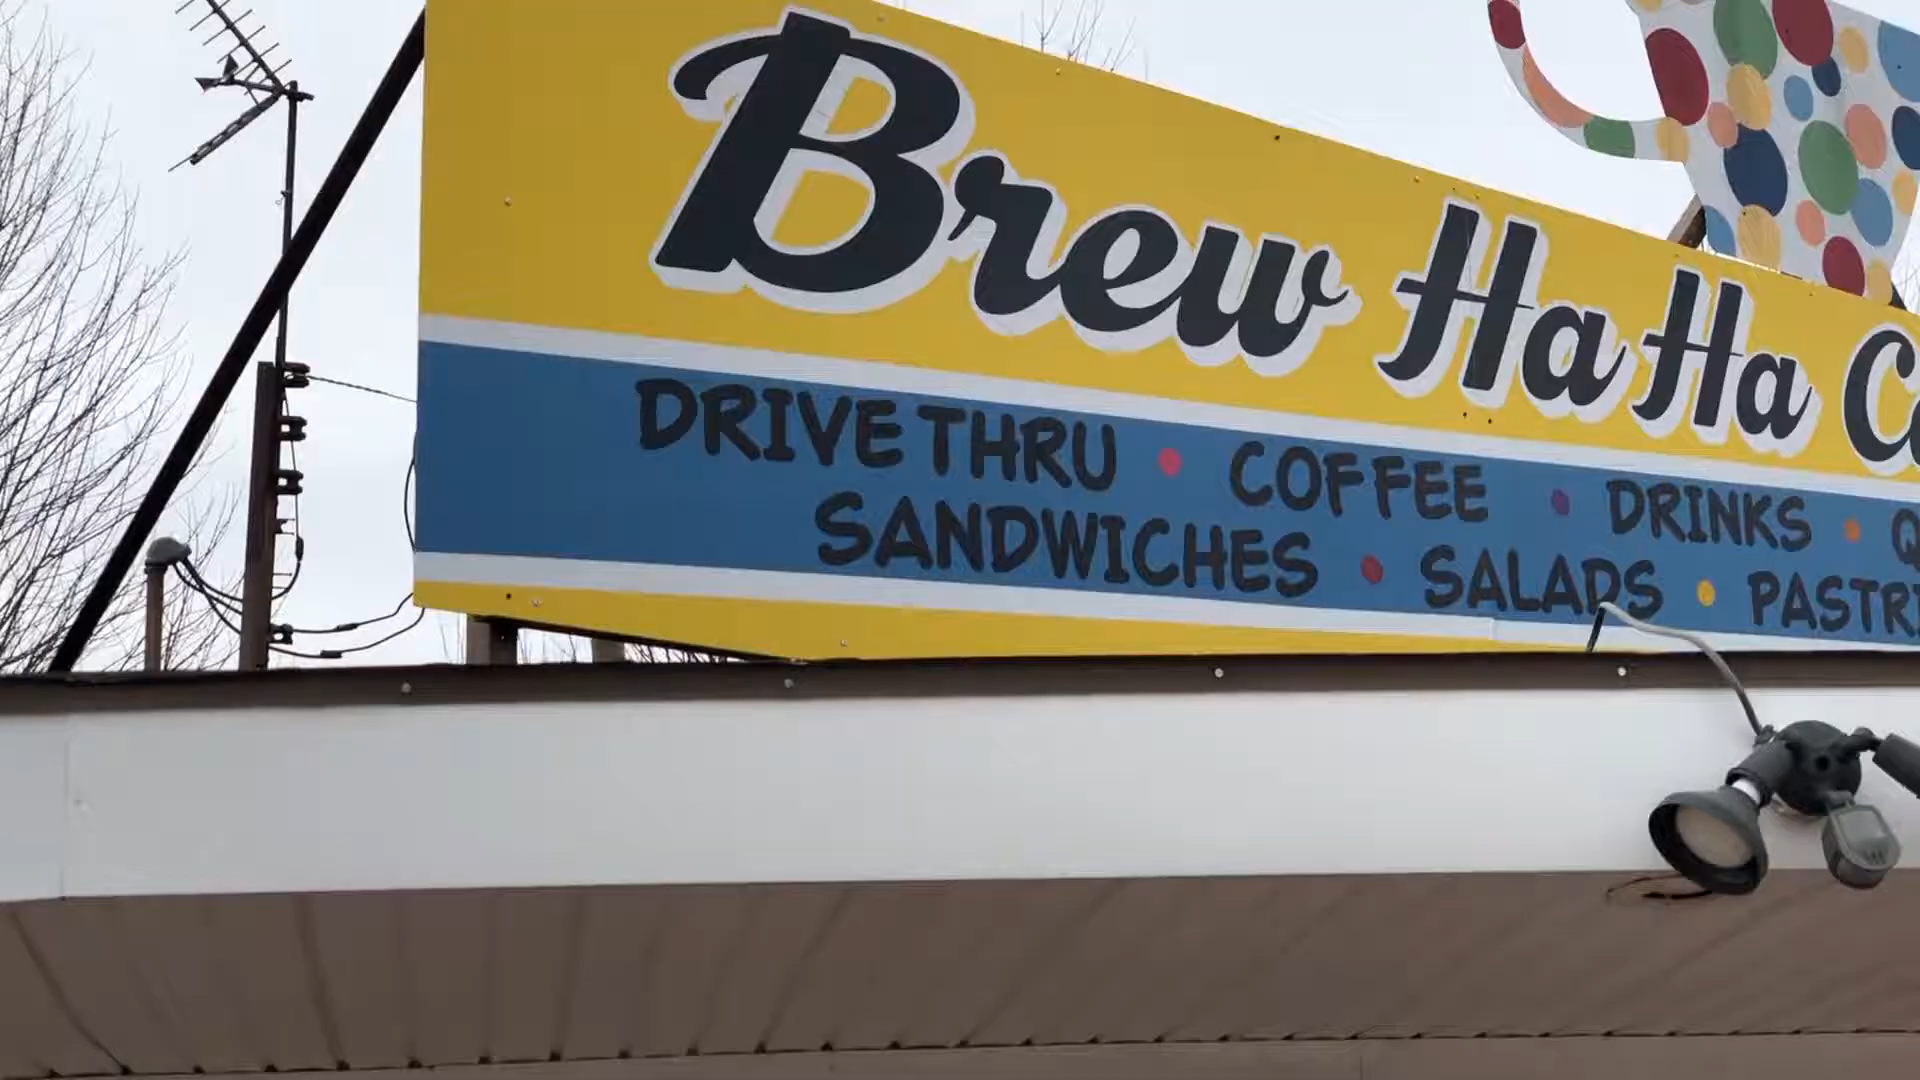 Brew Ha Ha
DRIVE THRU • COFFEE • DRINKS •
SANDWICHES • SALADS •